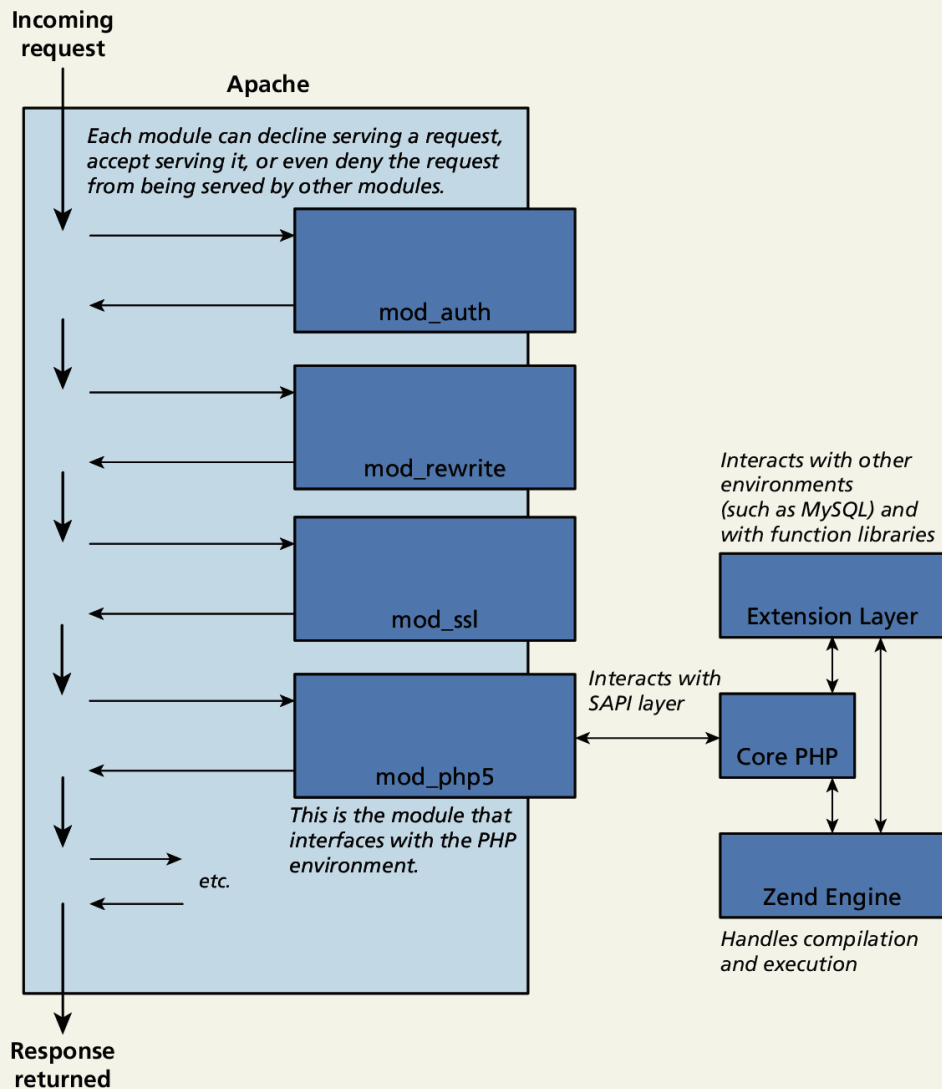 Incoming
request
Apache
Each module can decline serving a request,
accept serving it, or even deny the request
from being served by other modules.
mod_auth
mod_rewrite
mod_ssl
mod_php5
This is the module that
interfaces with the PHP
environment.
etc.
Response
returned
Interacts with
SAPI layer
Interacts with other
environments
(such as MySQL) and
with function libraries
Extension Layer
Core PHP
Zend Engine
Handles compilation
and execution